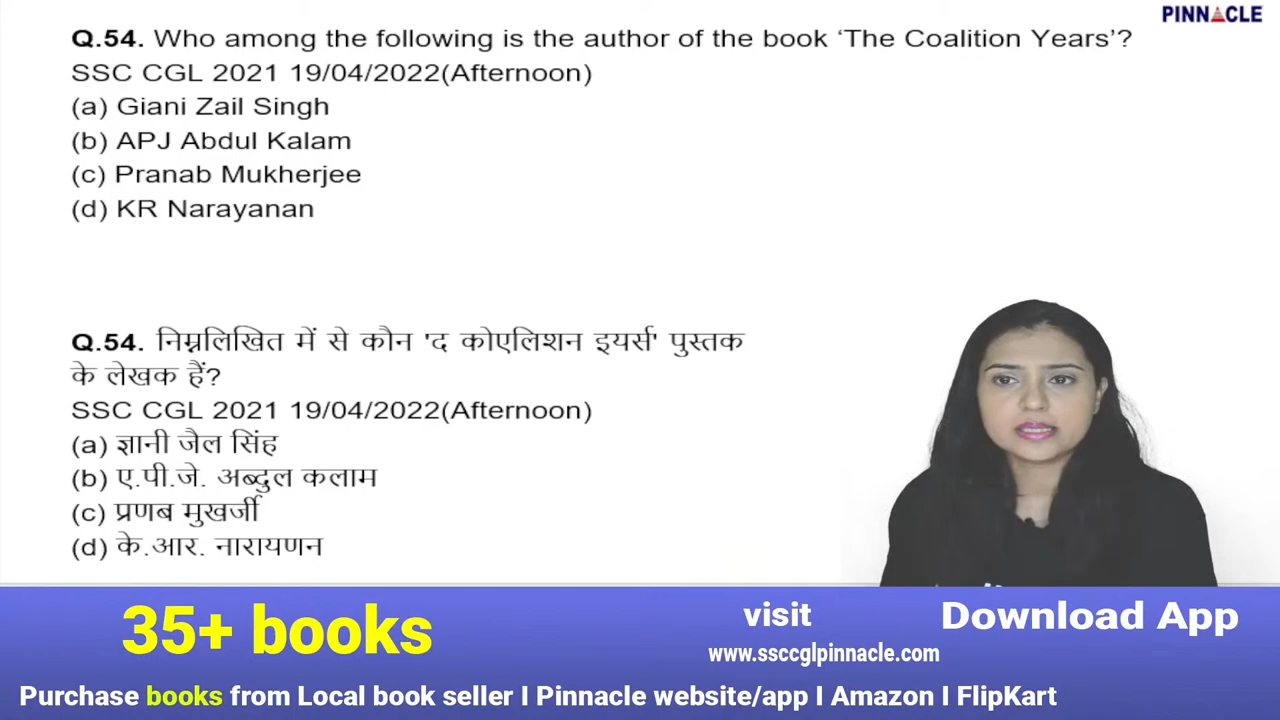 PINNACLE
Q.54. Who among the following is the author of the book ‘The Coalition Years’?
SSC CGL 2021 19/04/2022(Afternoon)
(a) Giani Zail Singh
(b) APJ Abdul Kalam
(c) Pranab Mukherjee
(d) KR Narayanan
Q.54. निम्नलिखित में से कौन 'द कोएलिशन इयर्स' पुस्तक
के लेखक हैं?
SSC CGL 2021 19/04/2022(Afternoon)
(a) ज्ञानी जैल सिंह
(b) ए.पी.जे. अब्दुल कलाम
(c) प्रणब मुखर्जी
(d) के.आर. नारायणन
35+ books
visit
www.ssccglpinnacle.com
Download App
Purchase books from Local book seller I Pinnacle website/app I Amazon I FlipKart